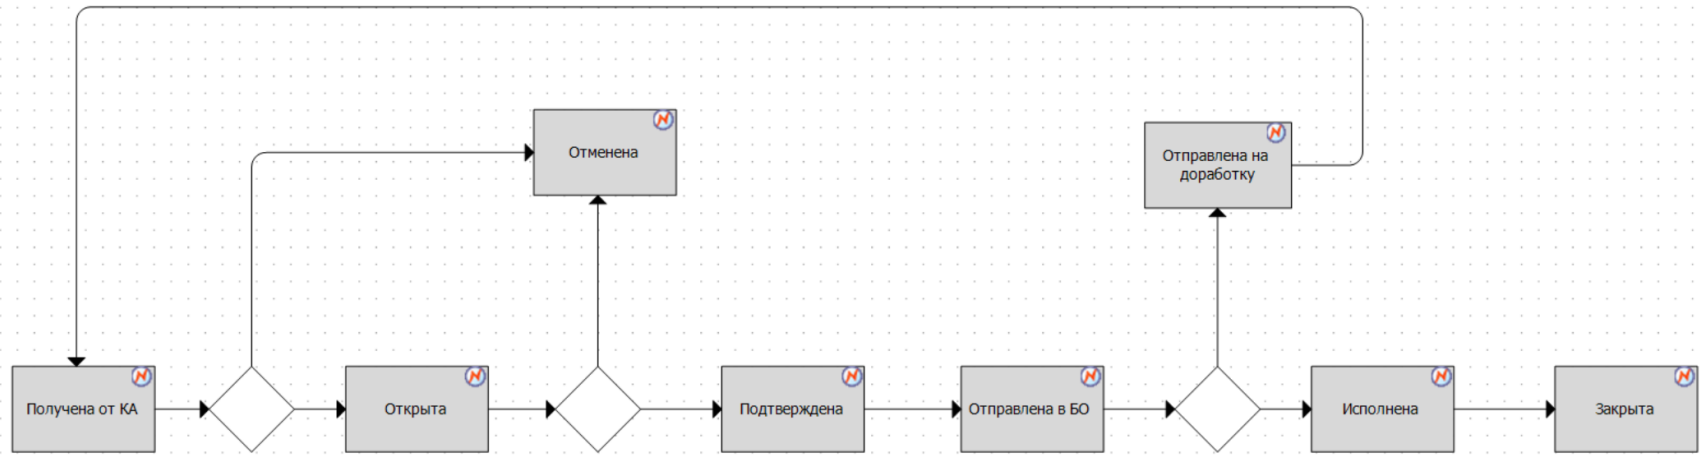 Отменена
Отправлена на
доработку
Получена от КА
Открыта
Подтверждена
Отправлена в БО
Исполнена
Закрыта